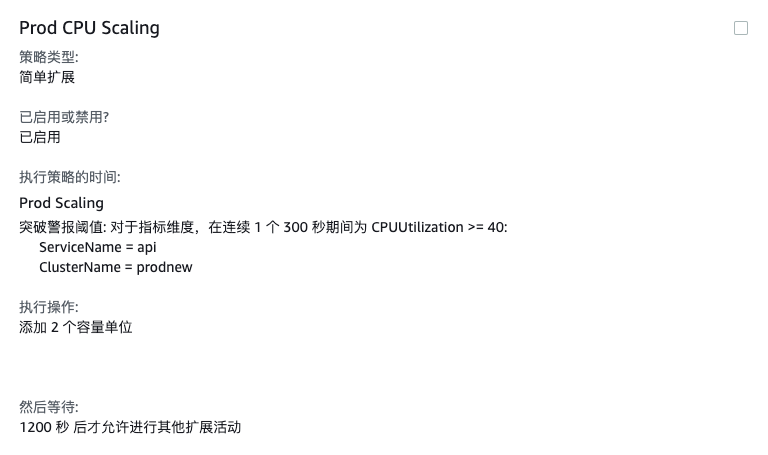 Prod CPU Scaling
策略类型:
简单扩展
已启用或禁用?
已启用
执行策略的时间:
Prod Scaling
突破警报阈值: 对于指标维度，在连续 1 个 300 秒期间为 CPUUtilization >= 40:
ServiceName = api
ClusterName = prodnew
执行操作:
添加 2 个容量单位
然后等待:
1200 秒 后才允许进行其他扩展活动